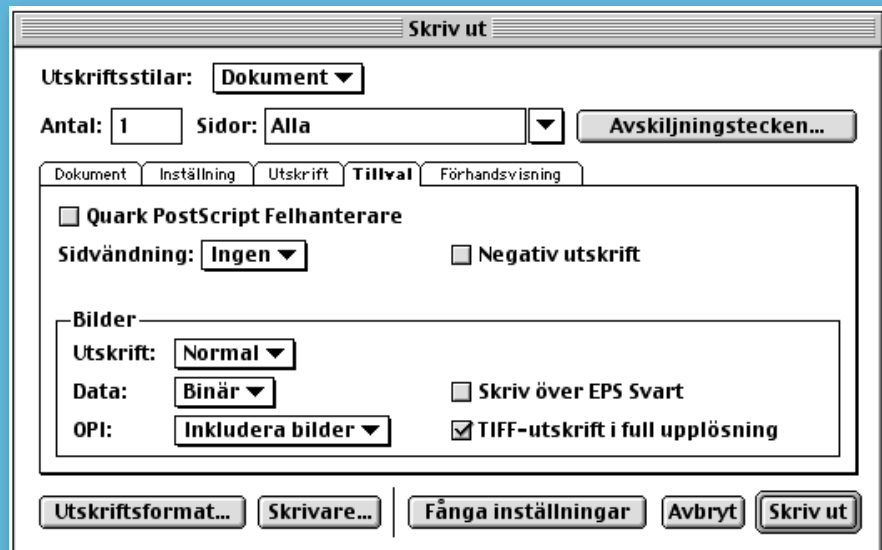 Skriv ut
Utskriftsstilar: Dokument
Antal: 1 Sidor: Alla Avskiljningstecken...
Dokument Inställning Utskrift Tillval Förhandsvisning
Quark PostScript Felhanterare
Sidvändning: Ingen Negativ utskrift
Bilder
Utskrift: Normal
Data: Binär Skriv över EPS Svart
OPI: Inkludera bilder TIFF-utskrift i full upplösning
Utskriftsformat... Skrivare... Fånga inställningar Avbryt Skriv ut